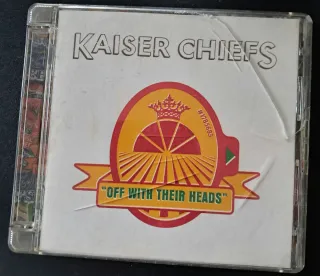 KAISER CHIEFS
"OFF WITH THEIR HEADS"